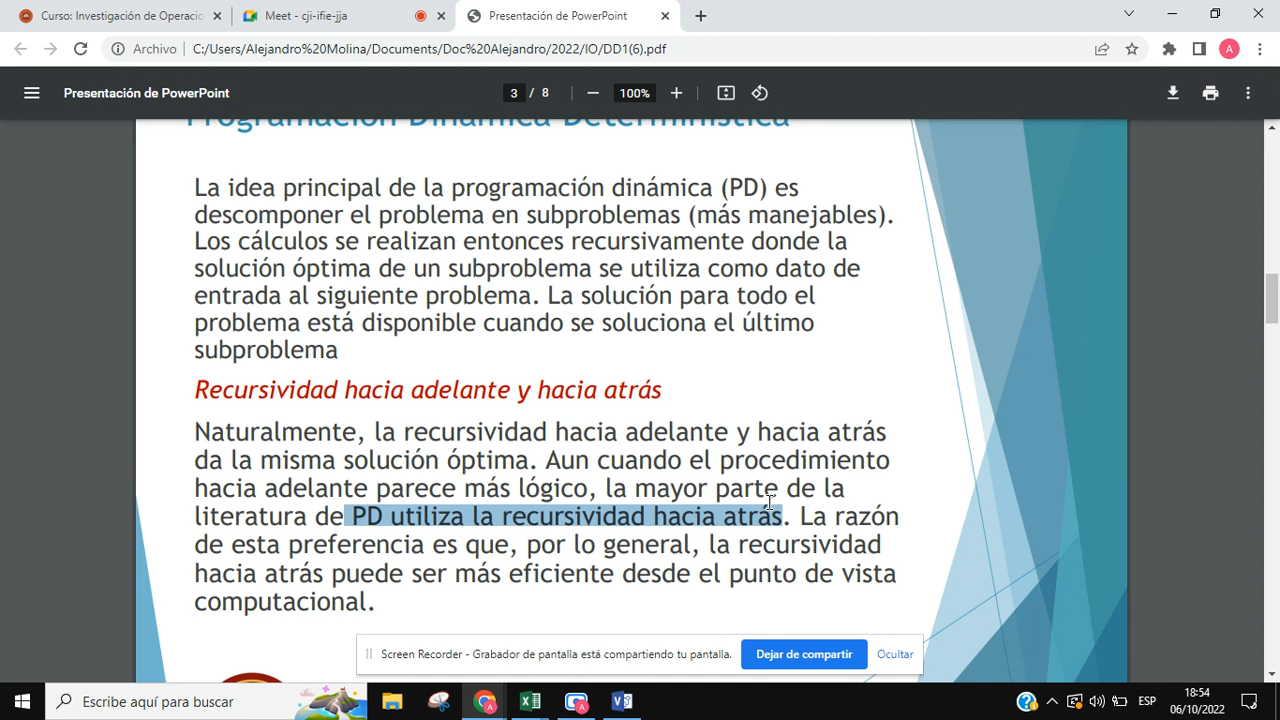 Curso: Investigación de Operacio
Meet - cji-ifie-jja
Presentación de PowerPoint
Archivo
C:/Users/Alejandro%20Molina/Documents/Doc%20Alejandro/2022/IO/DD1(6).pdf
A
Presentación de PowerPoint
3 / 8
100%
Programación Dinámica Determinística
La idea principal de la programación dinámica (PD) es
descomponer el problema en subproblemas (más manejables).
Los cálculos se realizan entonces recursivamente donde la
solución óptima de un subproblema se utiliza como dato de
entrada al siguiente problema. La solución para todo el
problema está disponible cuando se soluciona el último
subproblema
Recursividad hacia adelante y hacia atrás
Naturalmente, la recursividad hacia adelante y hacia atrás
da la misma solución óptima. Aun cuando el procedimiento
hacia adelante parece más lógico, la mayor parte de la
literatura de PD utiliza la recursividad hacia atrás. La razón
de esta preferencia es que, por lo general, la recursividad
hacia atrás puede ser más eficiente desde el punto de vista
computacional.
Screen Recorder - Grabador de pantalla está compartiendo tu pantalla.
Dejar de compartir
Ocultar
Escribe aquí para buscar
ESP
18:54
06/10/2022